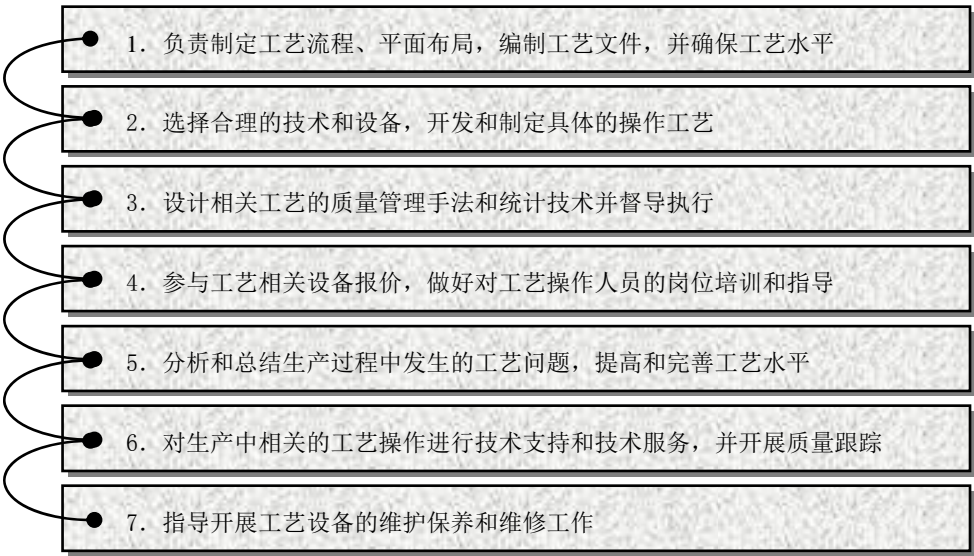 1. 负责制定工艺流程、平面布局，编制工艺文件，并确保工艺水平
2. 选择合理的技术和设备，开发和制定具体的操作工艺
3. 设计相关工艺的质量管理手法和统计技术并督导执行
4. 参与工艺相关设备报价，做好对工艺操作人员的岗位培训和指导
5. 分析和总结生产过程中发生的工艺问题，提高和完善工艺水平
6. 对生产中相关的工艺操作进行技术支持和技术服务，并开展质量跟踪
7. 指导开展工艺设备的维护保养和维修工作